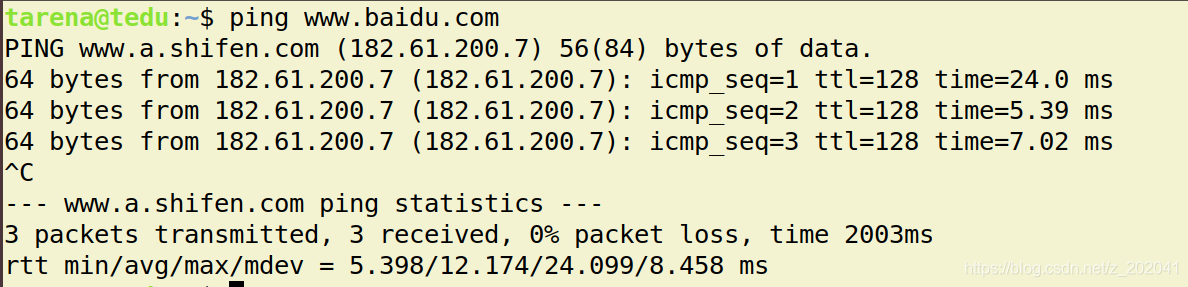 tarena@tedu:~$ ping www.baidu.com
PING www.a.shifen.com (182.61.200.7) 56(84) bytes of data.
64 bytes from 182.61.200.7 (182.61.200.7): icmp_seq=1 ttl=128 time=24.0 ms
64 bytes from 182.61.200.7 (182.61.200.7): icmp_seq=2 ttl=128 time=5.39 ms
64 bytes from 182.61.200.7 (182.61.200.7): icmp_seq=3 ttl=128 time=7.02 ms
^C
--- www.a.shifen.com ping statistics ---
3 packets transmitted, 3 received, 0% packet loss, time 2003ms
rtt min/avg/max/mdev = 5.398/12.174/24.099/8.458 ms
https://blog.csdn.net/z_202041